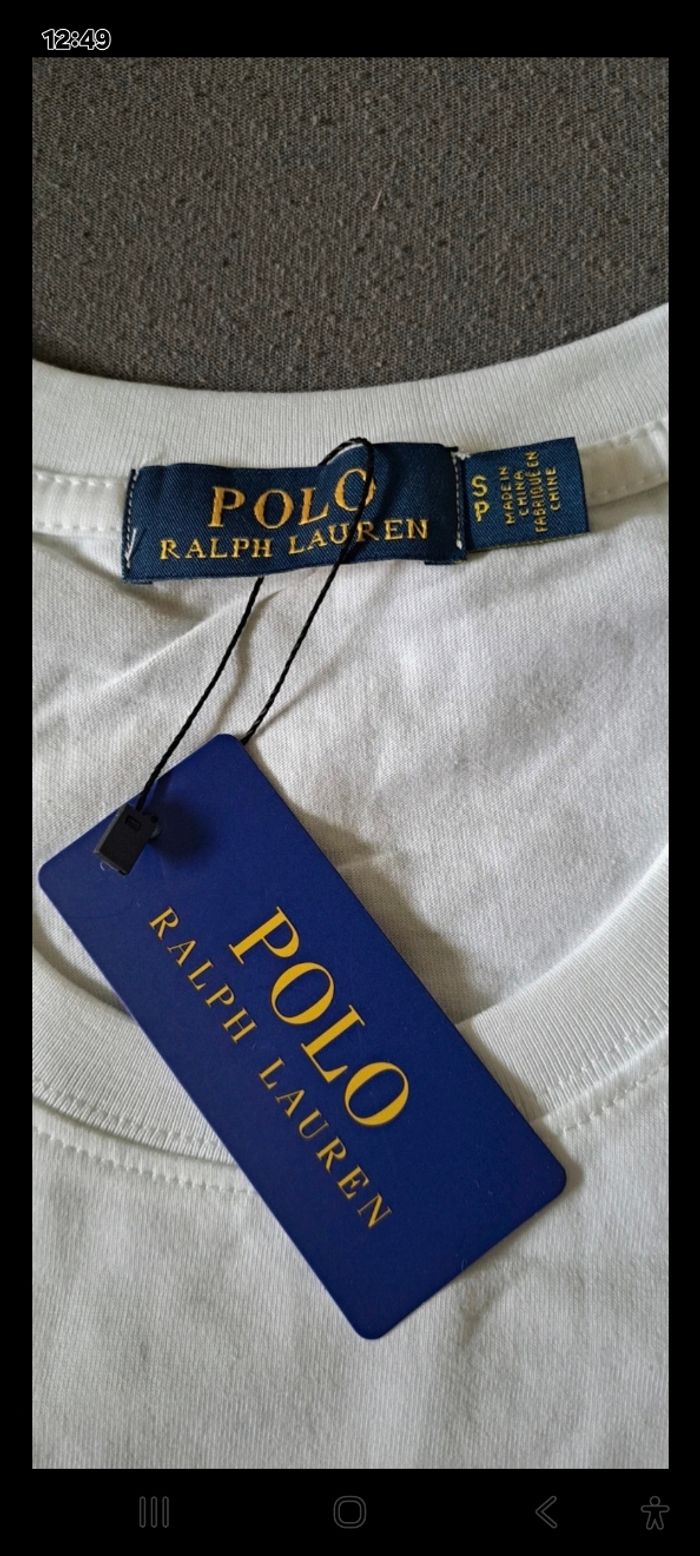 12:49
POLO
RALPH LAUREN
S
P
MADE IN
CHINA
FABRIQUÉ EN
CHINE
POLO
RALPH LAUREN